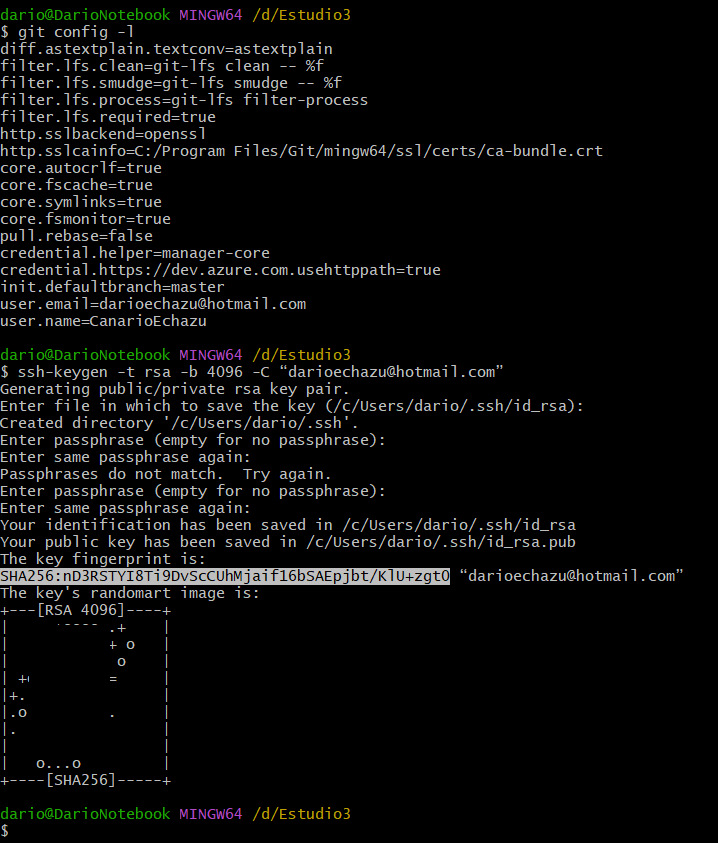 dario@DarioNotebook MINGW64 /d/Estudio3
$ git config -l
diff.astextplain.textconv=astextplain
filter.lfs.clean=git-lfs clean -- %f
filter.lfs.smudge=git-lfs smudge -- %f
filter.lfs.process=git-lfs filter-process
filter.lfs.required=true
http.sslbackend=openssl
http.sslcainfo=C:/Program Files/Git/mingw64/ssl/certs/ca-bundle.crt
core.autocrlf=true
core.fscache=true
core.symlinks=true
core.fsmonitor=true
pull.rebase=false
credential.helper=manager-core
credential.https://dev.azure.com.usehttppath=true
init.defaultbranch=master
user.email=darioechazu@hotmail.com
user.name=CanarioEchazu
dario@DarioNotebook MINGW64 /d/Estudio3
$ ssh-keygen -t rsa -b 4096 -C “darioechazu@hotmail.com”
Generating public/private rsa key pair.
Enter file in which to save the key (/c/Users/dario/.ssh/id_rsa):
Created directory '/c/Users/dario/.ssh'.
Enter passphrase (empty for no passphrase):
Enter same passphrase again:
Passphrases do not match.  Try again.
Enter passphrase (empty for no passphrase):
Enter same passphrase again:
Your identification has been saved in /c/Users/dario/.ssh/id_rsa
Your public key has been saved in /c/Users/dario/.ssh/id_rsa.pub
The key fingerprint is:
SHA256:nD3RSTYI8Ti9DvScCUhMjaif16bSAEpjbt/KlU+zgt0 “darioechazu@hotmail.com”
The key's randomart image is:
+---[RSA 4096]----+
|            .+    |
|            + o   |
|             o    |
| +          =     |
|+.                |
|.o          .     |
|.                 |
|                  |
|   o...o          |
+----[SHA256]-----+
dario@DarioNotebook MINGW64 /d/Estudio3
$